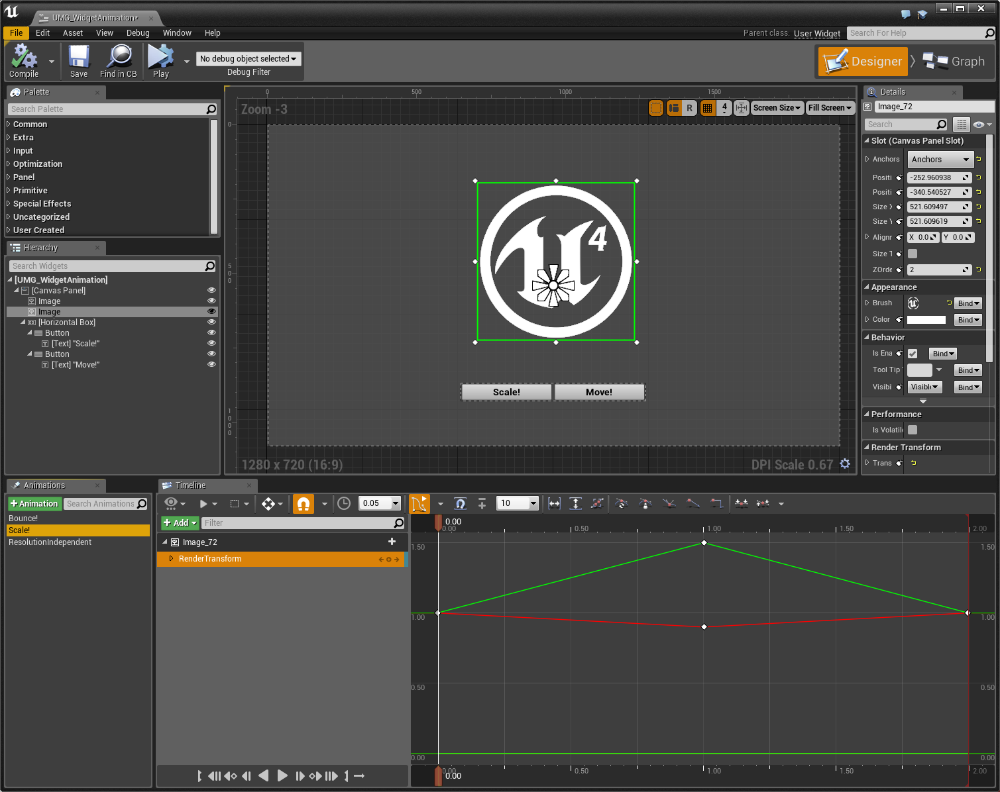 UMG_WidgetAnimation*
File Edit Asset View Debug Window Help
Parent class: User Widget
Search For Help
Compile
Save
Find in CB
Play
No debug object selected
Debug Filter
Designer
Graph
Palette
Search Palette
Common
Extra
Input
Optimization
Panel
Primitive
Special Effects
Uncategorized
User Created
Hierarchy
Search Widgets
[UMG_WidgetAnimation]
[Canvas Panel]
Image
Image
[Horizontal Box]
Button
[Text] "Scale!"
Button
[Text] "Move!"
0 500 1000 1500
Zoom -3
R
4
Screen Size
Fill Screen
0
500
1000
4
Scale!
Move!
1280 x 720 (16:9)
DPI Scale 0.67
Details
Image_72
Search
Slot (Canvas Panel Slot)
Anchors Anchors
Positi -252.960938
Positi -340.540527
Size X 521.609497
Size Y 521.609619
Alignr X 0.0 Y 0.0
Size T
ZOrde 2
Appearance
Brush Bind
Color Bind
Behavior
Is Ena Bind
Tool Tip Bind
Visibi Visible Bind
Performance
Is Volatil
Render Transform
Trans
Animations
+Animation
Search Animations
Bounce!
Scale!
ResolutionIndependent
Timeline
0.05
10
+ Add
Filter
Image_72
RenderTransform
0.00
0.00 0.50 1.00 1.50 2.00
1.50 1.50
1.00 1.00
0.50 0.50
0.00 0.00
0.00 0.50 1.00 1.50 2.00
0.00